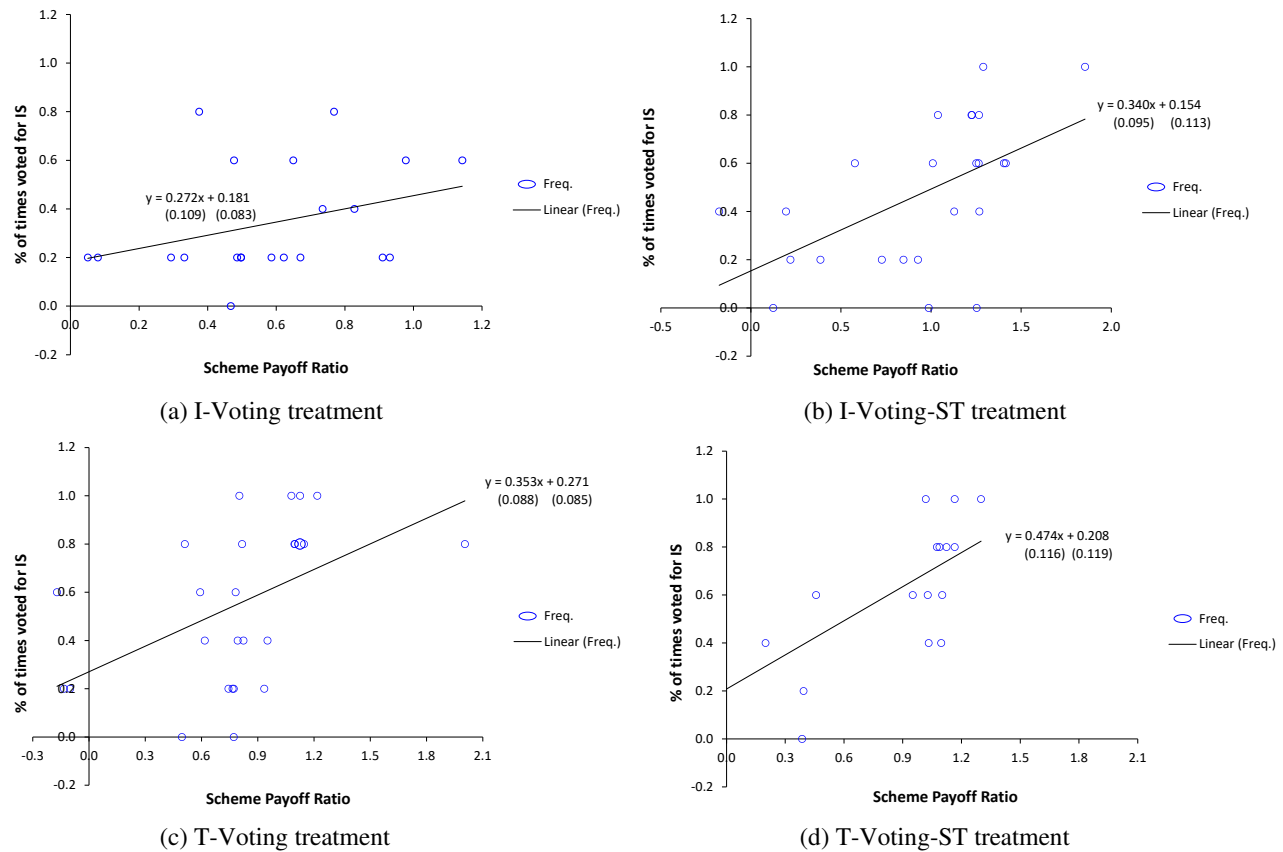 1.2
1.0
0.8
0.6
0.4
0.2
0.0
-0.2
% of times voted for IS
0.0 0.2 0.4 0.6 0.8 1.0 1.2
Scheme Payoff Ratio
y = 0.272x + 0.181
(0.109) (0.083)
Freq.
Linear (Freq.)
(a) I-Voting treatment
1.2
1.0
0.8
0.6
0.4
0.2
0.0
-0.2
% of times voted for IS
-0.5 0.0 0.5 1.0 1.5 2.0
Scheme Payoff Ratio
y = 0.340x + 0.154
(0.095) (0.113)
Freq.
Linear (Freq.)
(b) I-Voting-ST treatment
1.2
1.0
0.8
0.6
0.4
0.2
0.0
-0.2
% of times voted for IS
-0.3 0.0 0.3 0.6 0.9 1.2 1.5 1.8 2.1
Scheme Payoff Ratio
y = 0.353x + 0.271
(0.088) (0.085)
Freq.
Linear (Freq.)
(c) T-Voting treatment
1.2
1.0
0.8
0.6
0.4
0.2
0.0
-0.2
% of times voted for IS
0.0 0.3 0.6 0.9 1.2 1.5 1.8 2.1
Scheme Payoff Ratio
y = 0.474x + 0.208
(0.116) (0.119)
Freq.
Linear (Freq.)
(d) T-Voting-ST treatment